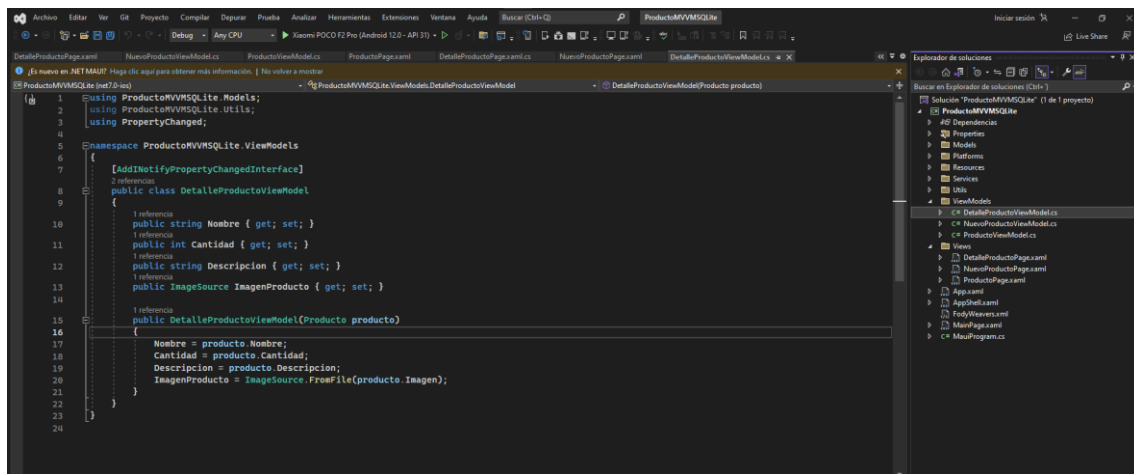 Archivo Editar Ver Git Proyecto Compilar Depurar Prueba Analizar Herramientas Extensiones Ventana Ayuda Buscar (Ctrl+Q) ProductoMVVMSQLite Iniciar sesión
Debug Any CPU Xiaomi POCO F2 Pro (Android 12.0 - API 31) Live Share
DetalleProductoPage.xaml NuevoProductoViewModel.cs ProductoViewModel.cs ProductoPage.xaml DetalleProductoPage.xaml.cs NuevoProductoPage.xaml DetalleProductoViewModel.cs
¿Es nuevo en .NET MAUI? Haga clic aquí para obtener más información. | No volver a mostrar
ProductoMVVMSQLite (net7.0-ios) ProductoMVVMSQLite.ViewModels.DetalleProductoViewModel DetalleProductoViewModel(Producto producto)
1 using ProductoMVVMSQLite.Models;
2 using ProductoMVVMSQLite.Utils;
3 using PropertyChanged;
4
5 namespace ProductoMVVMSQLite.ViewModels
6 {
7 [AddINotifyPropertyChangedInterface]
2 referencias
8 public class DetalleProductoViewModel
9 {
1 referencia
10 public string Nombre { get; set; }
1 referencia
11 public int Cantidad { get; set; }
1 referencia
12 public string Descripcion { get; set; }
1 referencia
13 public ImageSource ImagenProducto { get; set; }
14
1 referencia
15 public DetalleProductoViewModel(Producto producto)
16 {
17 Nombre = producto.Nombre;
18 Cantidad = producto.Cantidad;
19 Descripcion = producto.Descripcion;
20 ImagenProducto = ImageSource.FromFile(producto.Imagen);
21 }
22 }
23 }
24
Explorador de soluciones
Buscar en Explorador de soluciones (Ctrl+')
Solución "ProductoMVVMSQLite" (1 de 1 proyecto)
ProductoMVVMSQLite
Dependencias
Properties
Models
Platforms
Resources
Services
Utils
ViewModels
C# DetalleProductoViewModel.cs
C# NuevoProductoViewModel.cs
C# ProductoViewModel.cs
Views
DetalleProductoPage.xaml
NuevoProductoPage.xaml
ProductoPage.xaml
App.xaml
AppShell.xaml
FodyWeavers.xml
MainPage.xaml
C# MauiProgram.cs